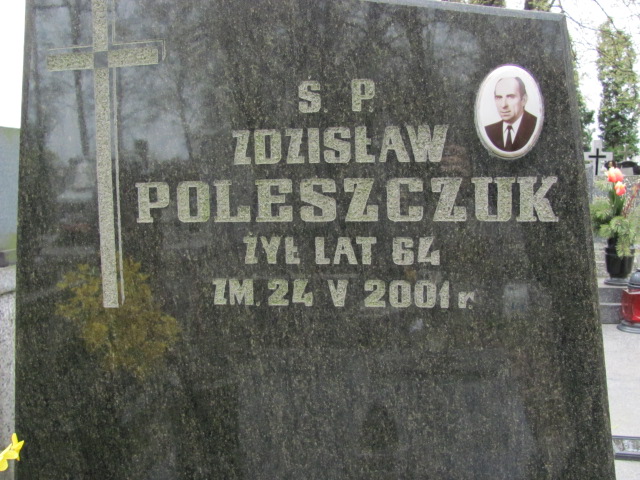 Ś. P.
ZDZISŁAW
POLESZCZUK
ŻYŁ LAT 64
ZM. 24 V 2001 r.